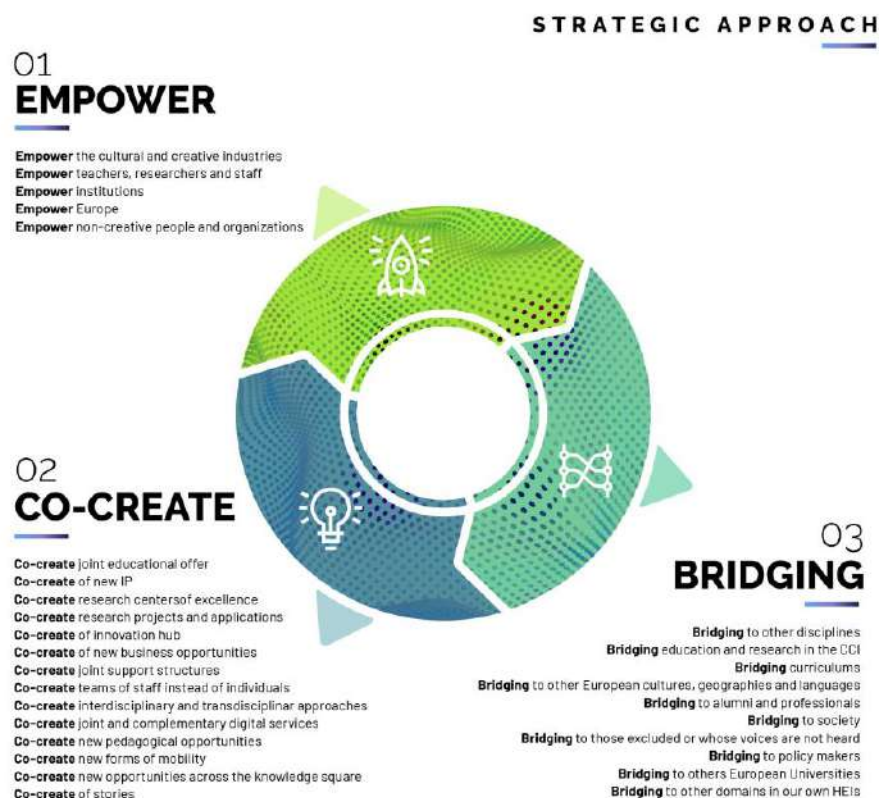 STRATEGIC APPROACH
01
EMPOWER
Empower the cultural and creative industries
Empower teachers, researchers and staff
Empower institutions
Empower Europe
Empower non-creative people and organizations
02
CO-CREATE
Co-create joint educational offer
Co-create of new IP
Co-create research centersof excellence
Co-create research projects and applications
Co-create of innovation hub
Co-create of new business opportunities
Co-create joint support structures
Co-create teams of staff instead of individuals
Co-create interdisciplinary and transdisciplinar approaches
Co-create joint and complementary digital services
Co-create new pedagogical opportunities
Co-create new forms of mobility
Co-create new opportunities across the knowledge square
Co-create of stories
03
BRIDGING
Bridging to other disciplines
Bridging education and research in the CCI
Bridging curriculums
Bridging to other European cultures, geographies and languages
Bridging to alumni and professionals
Bridging to society
Bridging to those excluded or whose voices are not heard
Bridging to policy makers
Bridging to others European Universities
Bridging to other domains in our own HEIs